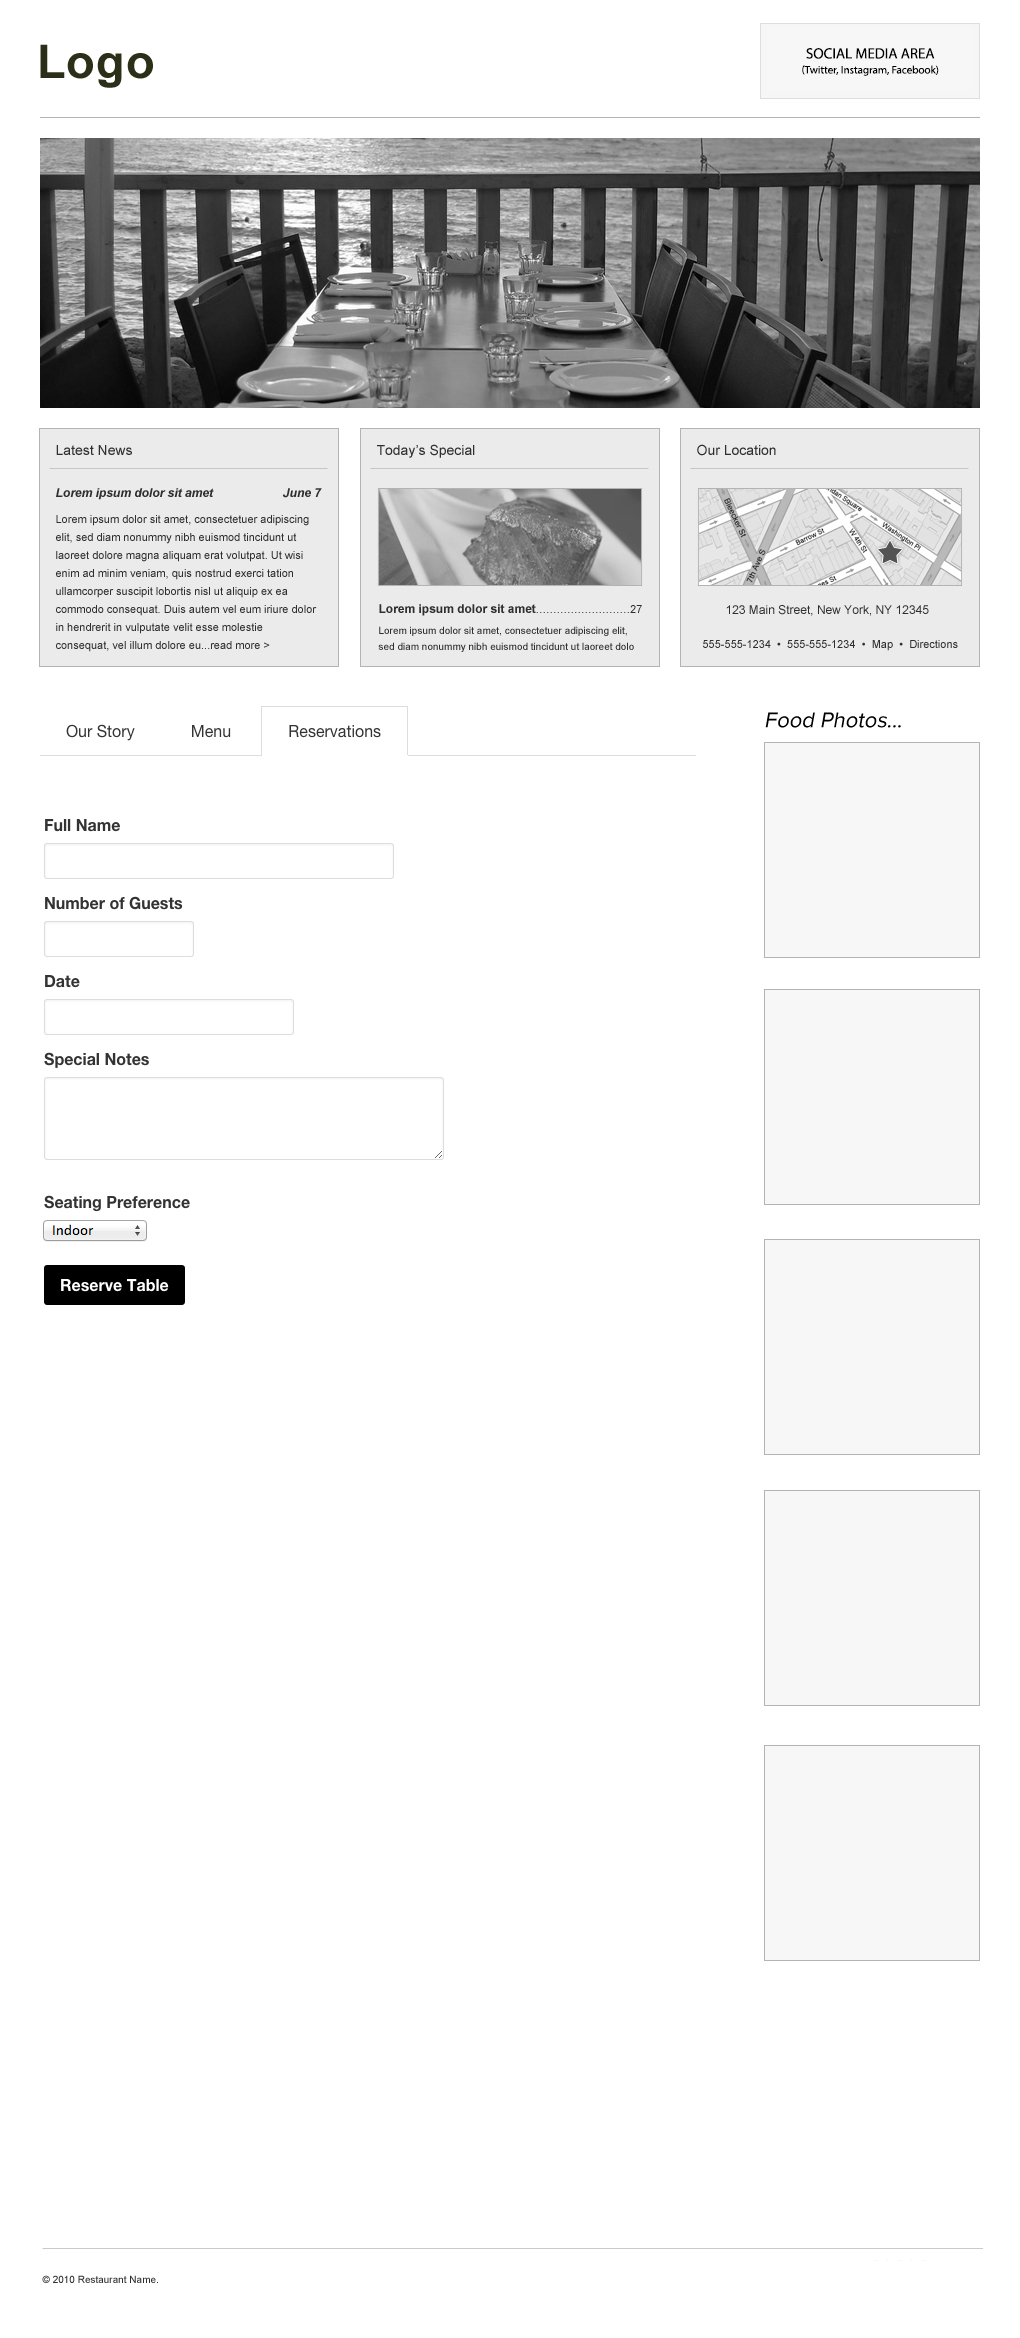 Logo
SOCIAL MEDIA AREA
(Twitter, Instagram, Facebook)
Latest News
Lorem ipsum dolor sit amet June 7
Lorem ipsum dolor sit amet, consectetuer adipiscing
elit, sed diam nonummy nibh euismod tincidunt ut
laoreet dolore magna aliquam erat volutpat. Ut wisi
enim ad minim veniam, quis nostrud exerci tation
ullamcorper suscipit lobortis nisl ut aliquip ex ea
commodo consequat. Duis autem vel eum iriure dolor
in hendrerit in vulputate velit esse molestie
consequat, vel illum dolore eu...read more >
Today's Special
Lorem ipsum dolor sit amet...........................27
Lorem ipsum dolor sit amet, consectetuer adipiscing elit,
sed diam nonummy nibh euismod tincidunt ut laoreet dolo
Our Location
Bleecker St
7th Ave S
Barrow St
W 4th St
Washington Pl
Square
St
123 Main Street, New York, NY 12345
555-555-1234 • 555-555-1234 • Map • Directions
Our Story Menu Reservations
Food Photos...
Full Name
Number of Guests
Date
Special Notes
Seating Preference
Indoor
Reserve Table
© 2010 Restaurant Name.